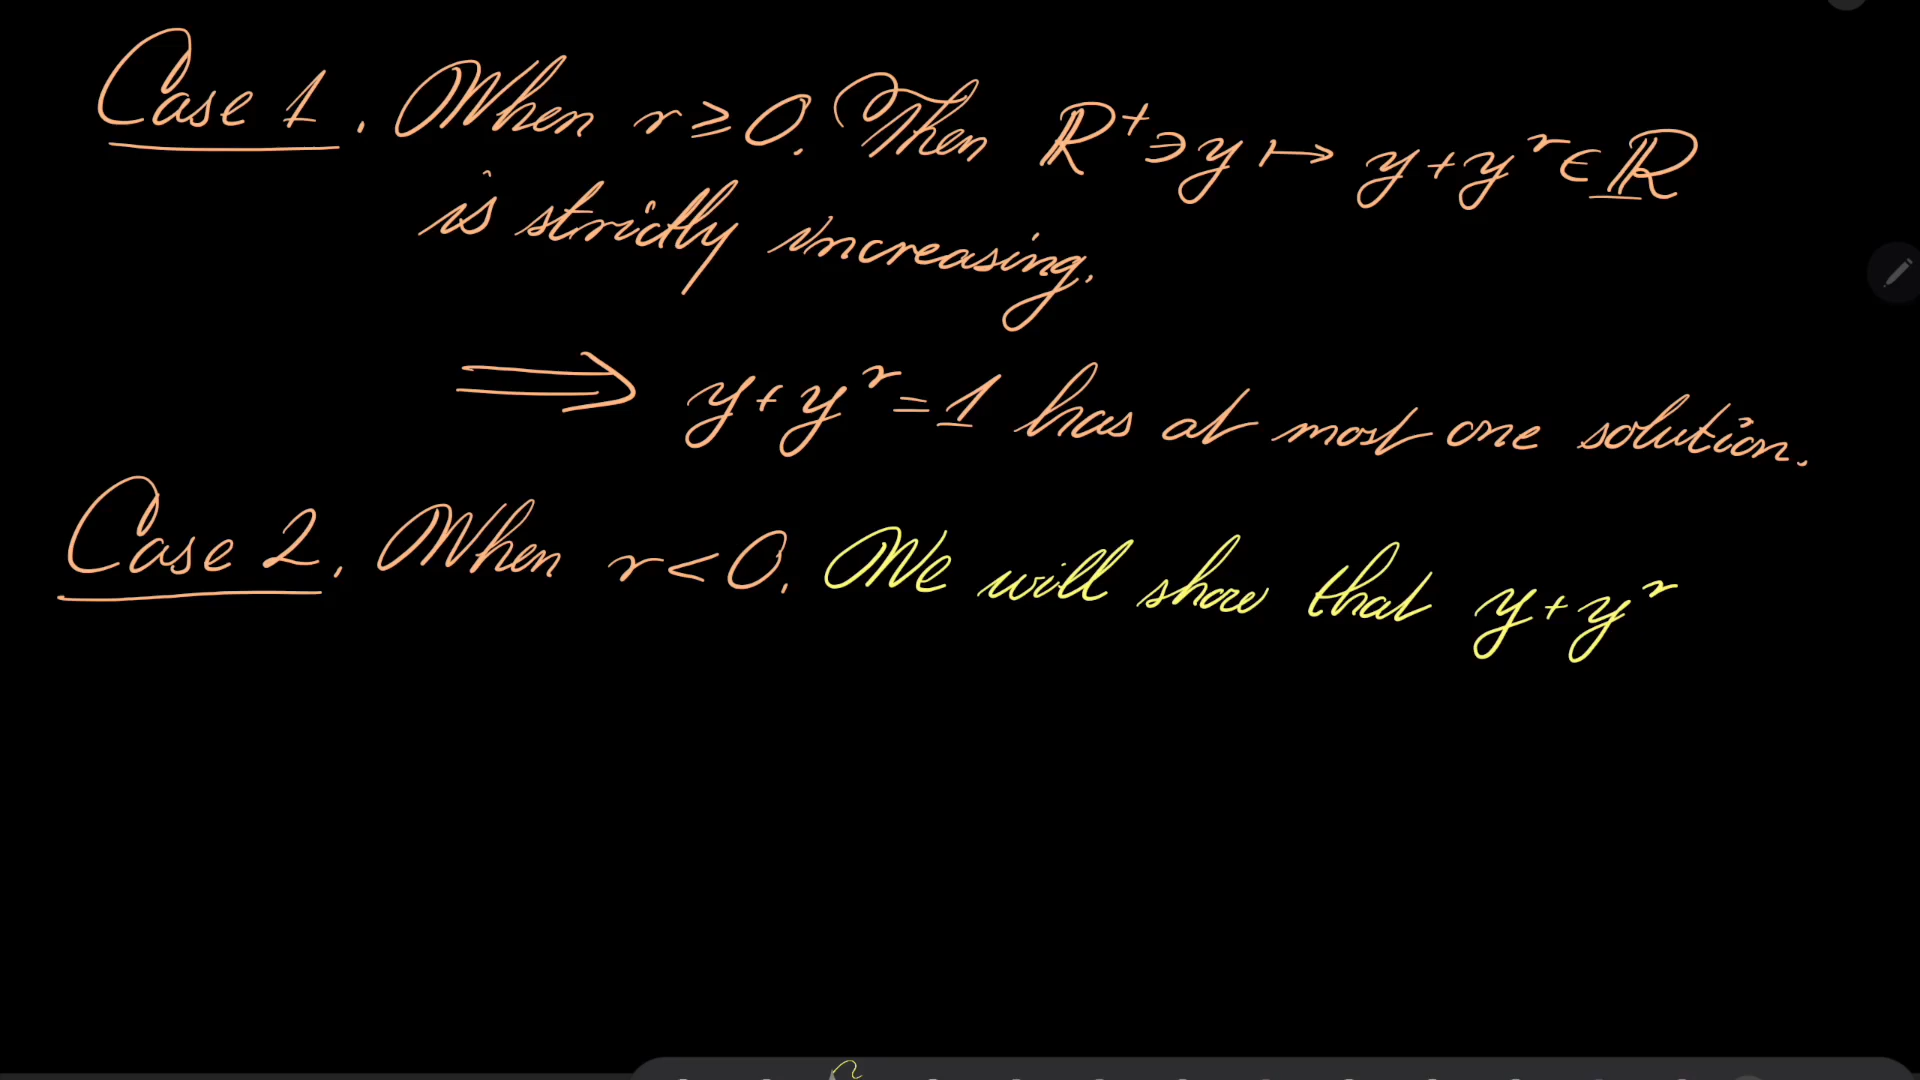 Case 1. When r ≥ 0. Then ℝ⁺ ∋ y ↦ y + yʳ ∈ ℝ
is strictly increasing.
⟹ y + yʳ = 1 has at most one solution.
Case 2. When r < 0. We will show that y + yʳ